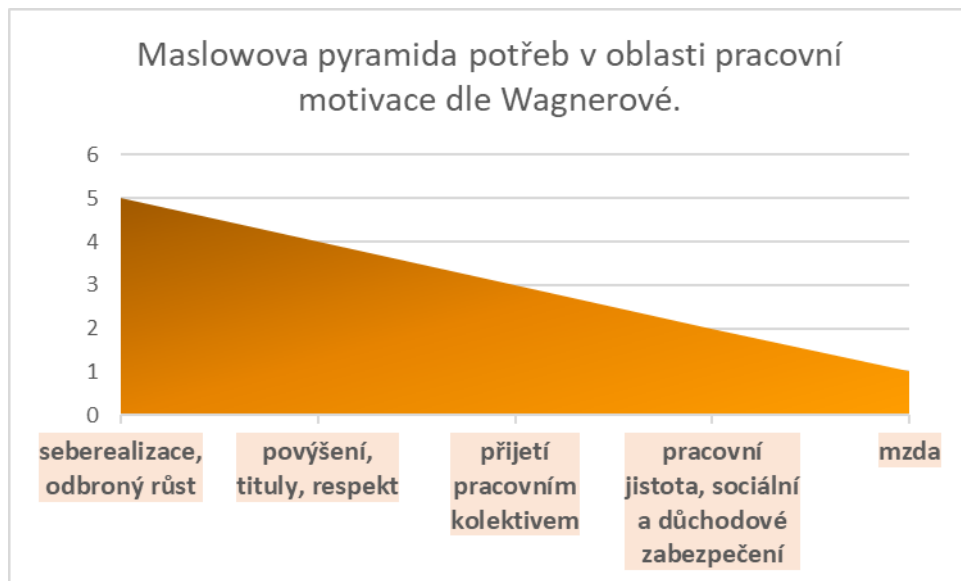 Maslowova pyramida potřeb v oblasti pracovní
motivace dle Wagnerové.
6
5
4
3
2
1
0
seberealizace,
odbroný růst
povýšení,
tituly, respekt
přijetí
pracovním
kolektivem
pracovní
jistota, sociální
a důchodové
zabezpečení
mzda